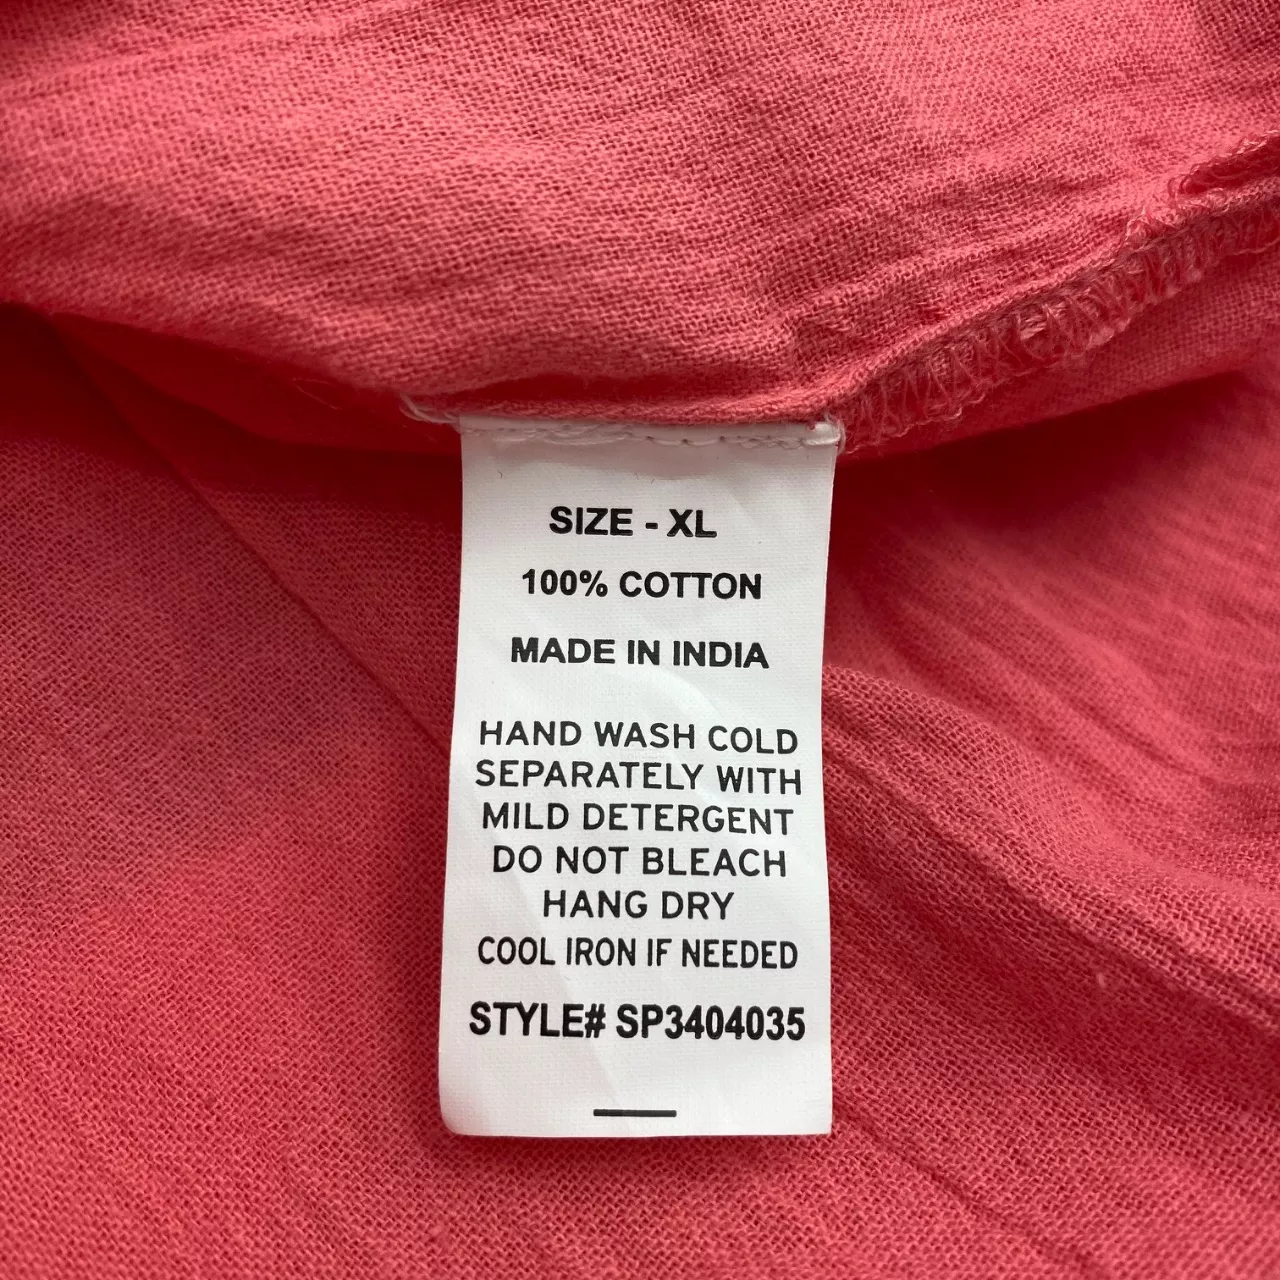 SIZE - XL
100% COTTON
MADE IN INDIA
HAND WASH COLD
SEPARATELY WITH
MILD DETERGENT
DO NOT BLEACH
HANG DRY
COOL IRON IF NEEDED
STYLE# SP3404035